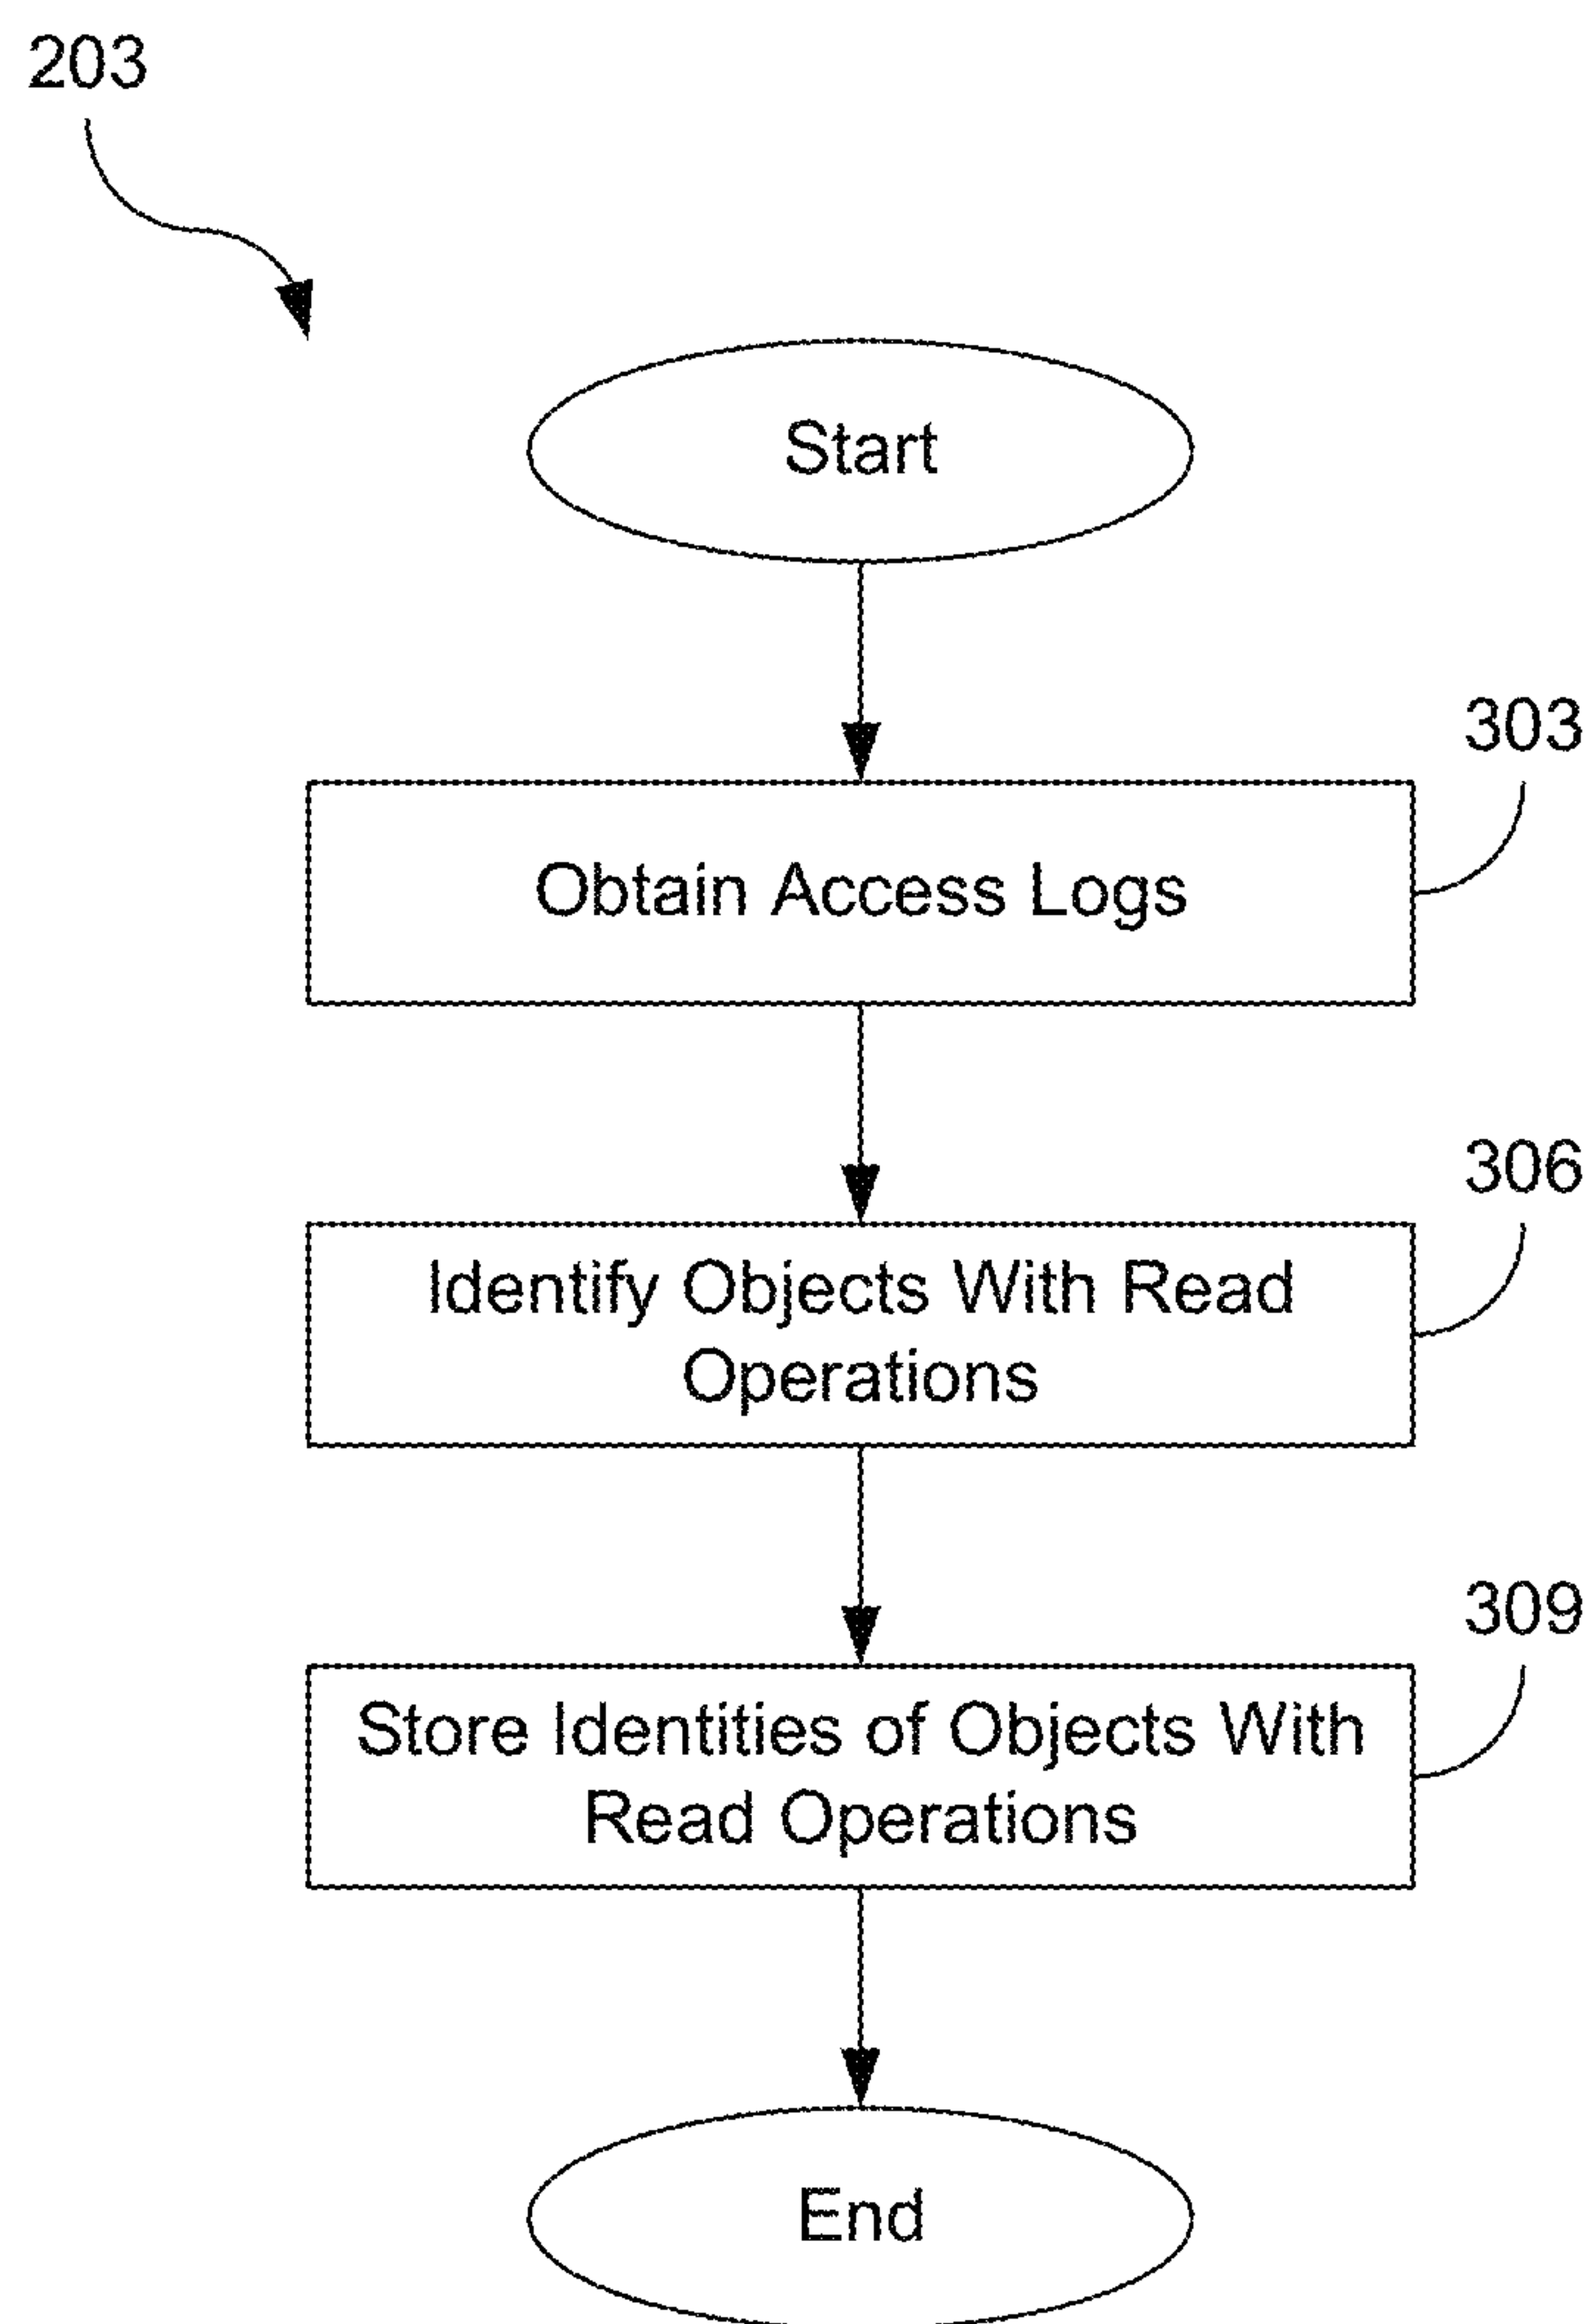 203
Start
303
Obtain Access Logs
306
Identify Objects With Read
Operations
309
Store Identities of Objects With
Read Operations
End